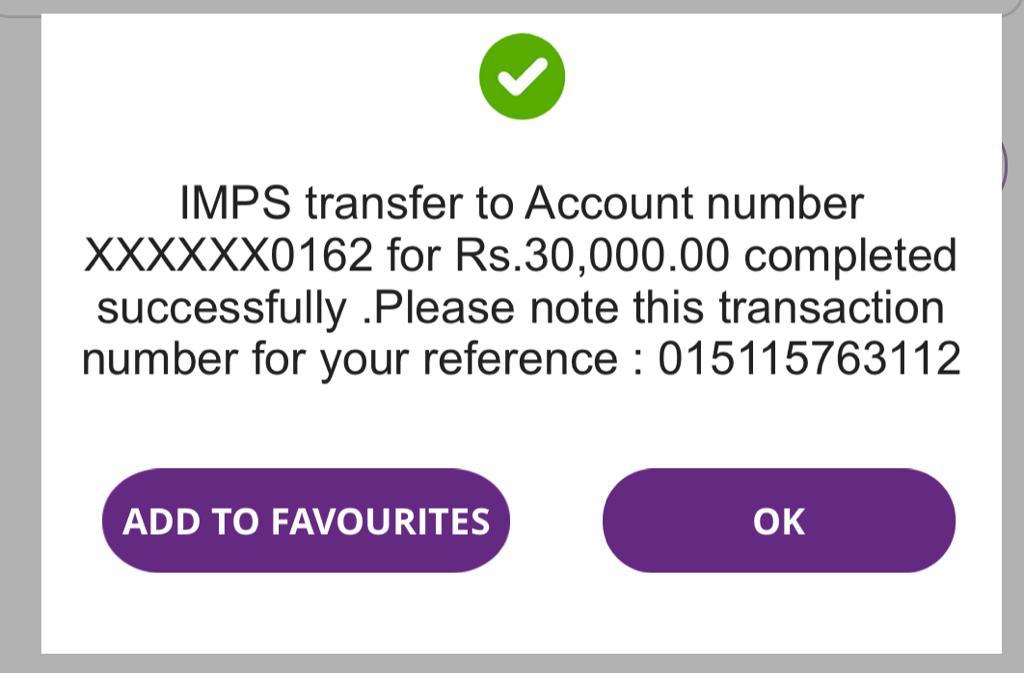 IMPS transfer to Account number
XXXXXX0162 for Rs.30,000.00 completed
successfully .Please note this transaction
number for your reference : 015115763112
ADD TO FAVOURITES
OK